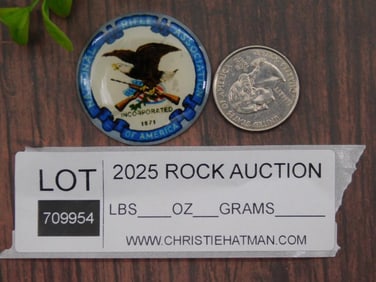 NATIONAL RIFLE ASSOCIATION
INCORPORATED
1871
OF AMERICA
LOT
709954
2025 ROCK AUCTION
LBS____OZ___GRAMS______
WWW.CHRISTIEHATMAN.COM